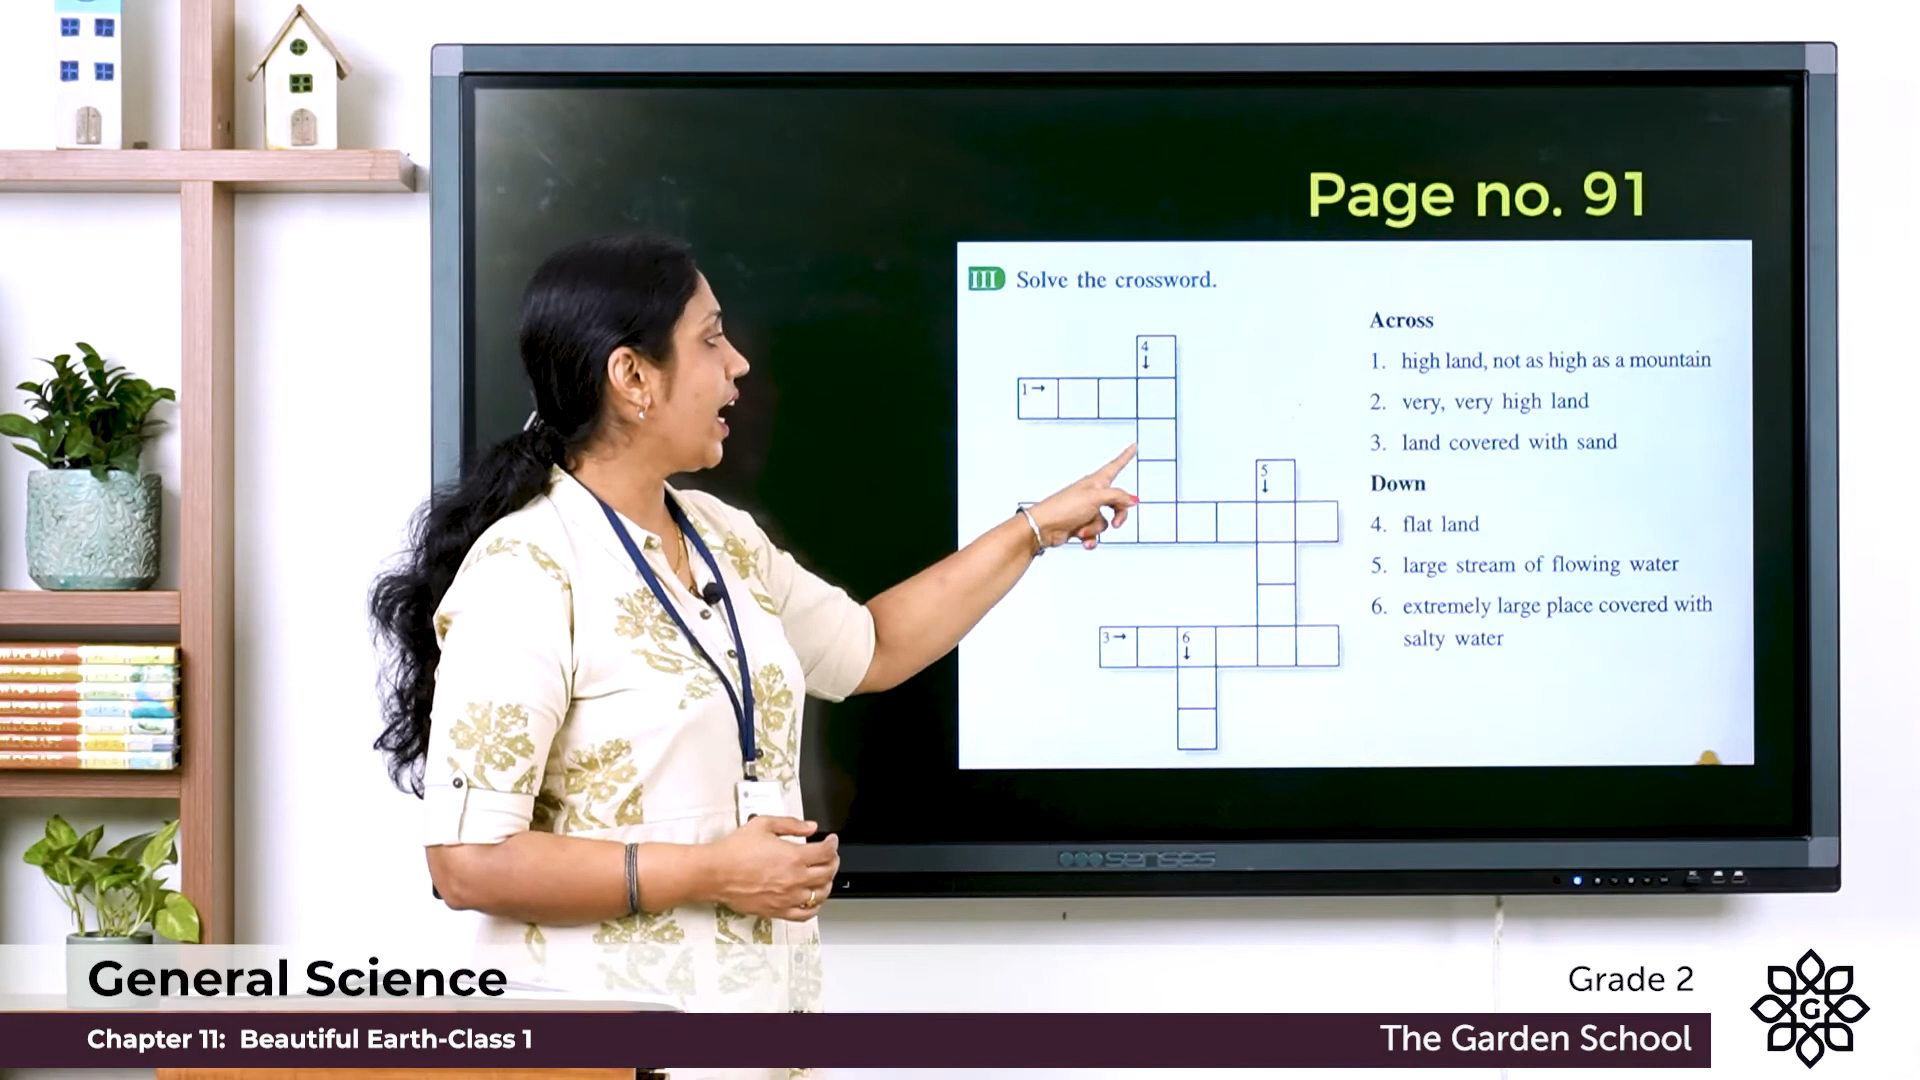 Page no. 91
III Solve the crossword.
4
1
5
3
6
Across
1. high land, not as high as a mountain
2. very, very high land
3. land covered with sand
Down
4. flat land
5. large stream of flowing water
6. extremely large place covered with
salty water
senses
General Science
Grade 2
Chapter 11: Beautiful Earth-Class 1
The Garden School
G